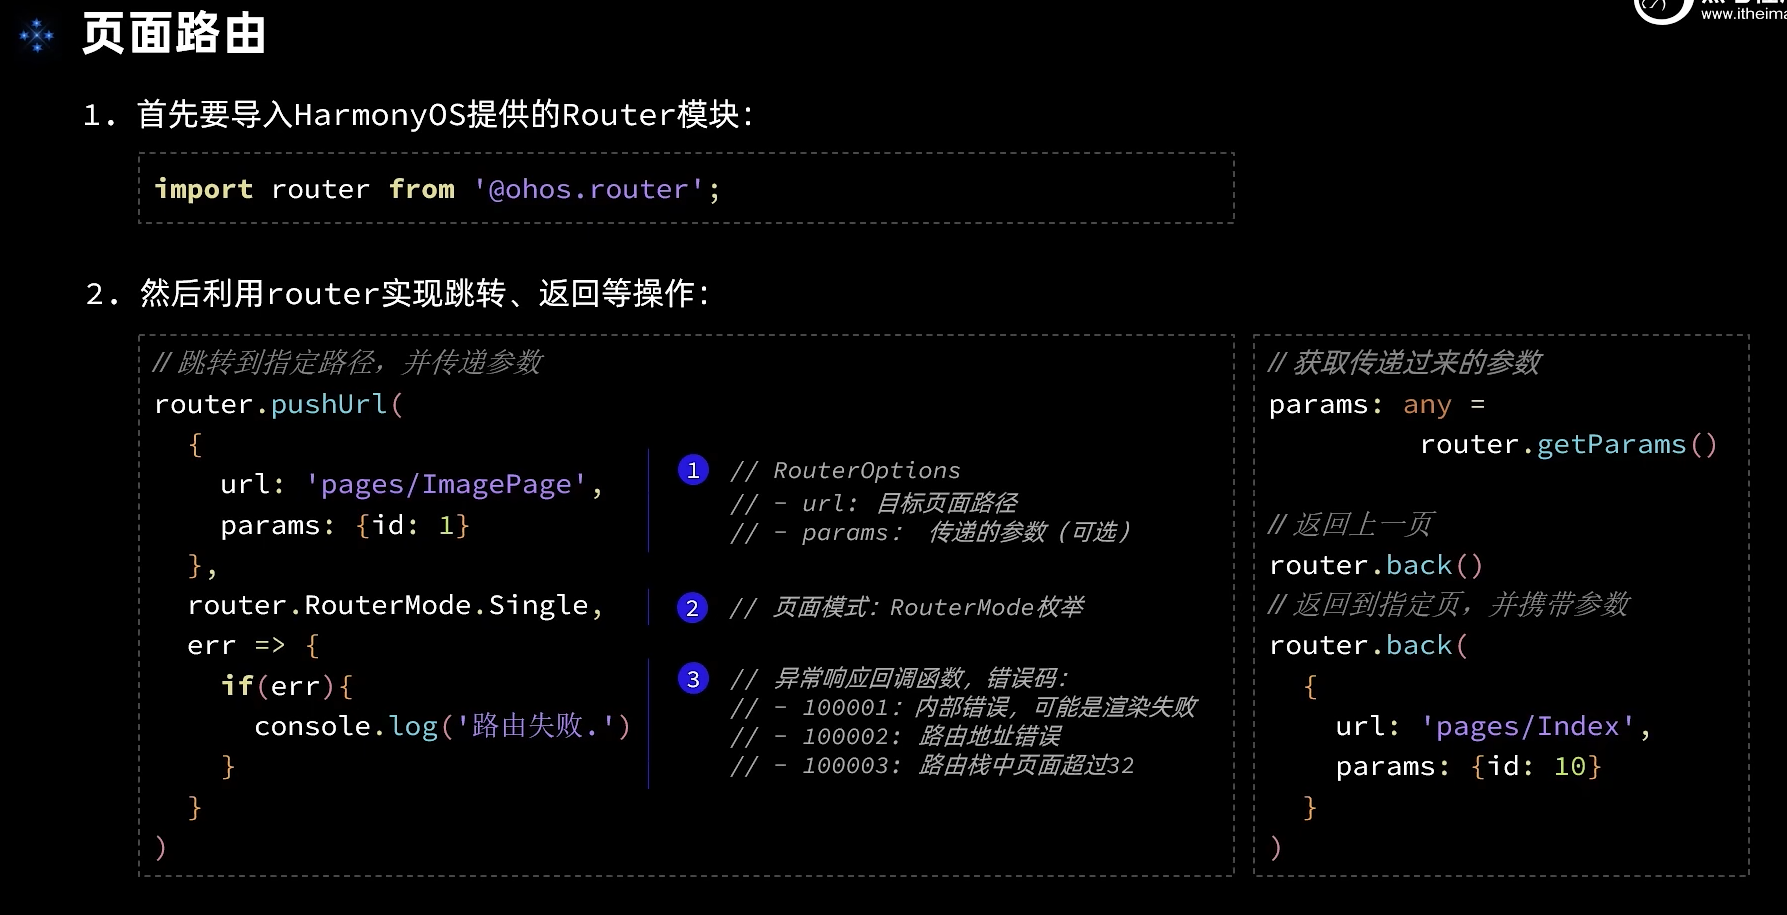 页面路由
www.itheima
1. 首先要导入HarmonyOS提供的Router模块：
import router from '@ohos.router';
2. 然后利用router实现跳转、返回等操作：
// 跳转到指定路径，并传递参数
router.pushUrl(
{
url: 'pages/ImagePage',
params: {id: 1}
},
router.RouterMode.Single,
err => {
if(err){
console.log('路由失败.')
}
}
)
1 // RouterOptions
// - url: 目标页面路径
// - params: 传递的参数（可选）
2 // 页面模式：RouterMode枚举
3 // 异常响应回调函数，错误码：
// - 100001：内部错误，可能是渲染失败
// - 100002: 路由地址错误
// - 100003: 路由栈中页面超过32
// 获取传递过来的参数
params: any =
router.getParams()
// 返回上一页
router.back()
// 返回到指定页，并携带参数
router.back(
{
url: 'pages/Index',
params: {id: 10}
}
)